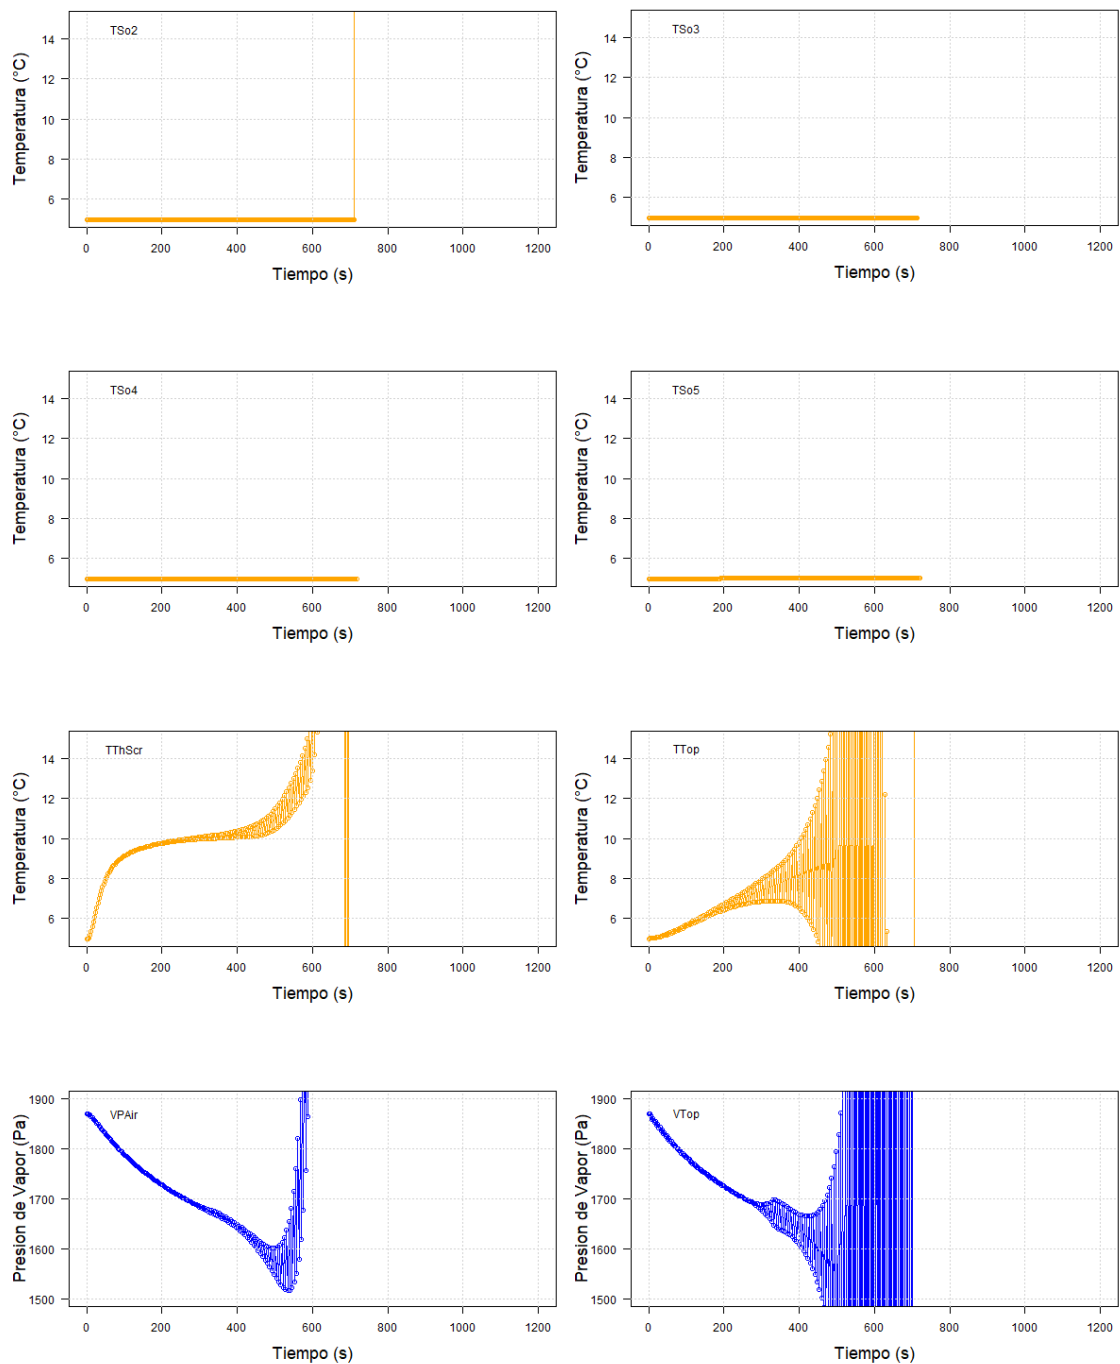 TSo2
Temperatura (°C)
14
12
10
8
6
0 200 400 600 800 1000 1200
Tiempo (s)
TSo3
Temperatura (°C)
14
12
10
8
6
0 200 400 600 800 1000 1200
Tiempo (s)
TSo4
Temperatura (°C)
14
12
10
8
6
0 200 400 600 800 1000 1200
Tiempo (s)
TSo5
Temperatura (°C)
14
12
10
8
6
0 200 400 600 800 1000 1200
Tiempo (s)
TThScr
Temperatura (°C)
14
12
10
8
6
0 200 400 600 800 1000 1200
Tiempo (s)
TTop
Temperatura (°C)
14
12
10
8
6
0 200 400 600 800 1000 1200
Tiempo (s)
VPAir
Presion de Vapor (Pa)
1900
1800
1700
1600
1500
0 200 400 600 800 1000 1200
Tiempo (s)
VTop
Presion de Vapor (Pa)
1900
1800
1700
1600
1500
0 200 400 600 800 1000 1200
Tiempo (s)